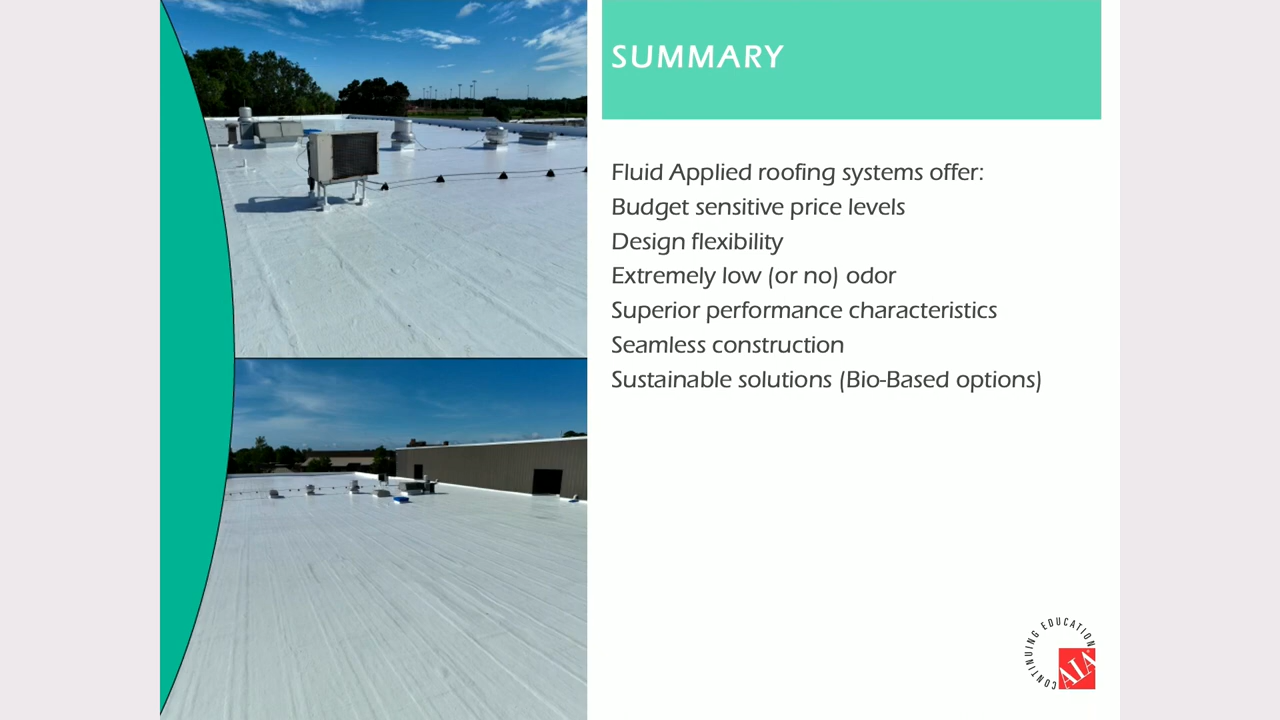 SUMMARY
Fluid Applied roofing systems offer:
Budget sensitive price levels
Design flexibility
Extremely low (or no) odor
Superior performance characteristics
Seamless construction
Sustainable solutions (Bio-Based options)
CONTINUING EDUCATION
AIA